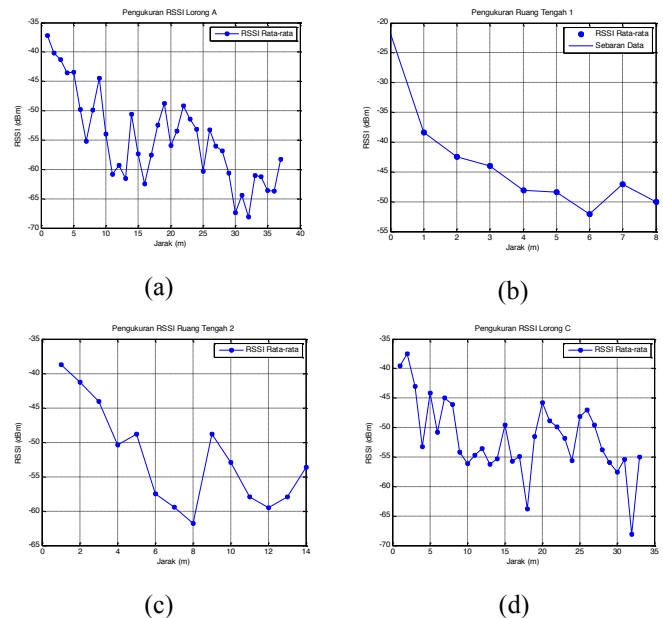 Pengukuran RSSI Lorong A
-35
-40
-45
-50
-55
-60
-65
-70
RSSI (dBm)
RSSI Rata-rata
0 5 10 15 20 25 30 35 40
Jarak (m)
(a)
Pengukuran Ruang Tengah 1
-20
-25
-30
-35
-40
-45
-50
-55
RSSI (dBm)
RSSI Rata-rata
Sebaran Data
0 1 2 3 4 5 6 7 8
Jarak (m)
(b)
Pengukuran RSSI Ruang Tengah 2
-35
-40
-45
-50
-55
-60
-65
RSSI (dBm)
RSSI Rata-rata
0 2 4 6 8 10 12 14
Jarak (m)
(c)
Pengukuran RSSI Lorong C
-35
-40
-45
-50
-55
-60
-65
-70
RSSI (dBm)
RSSI Rata-rata
0 5 10 15 20 25 30 35
Jarak (m)
(d)